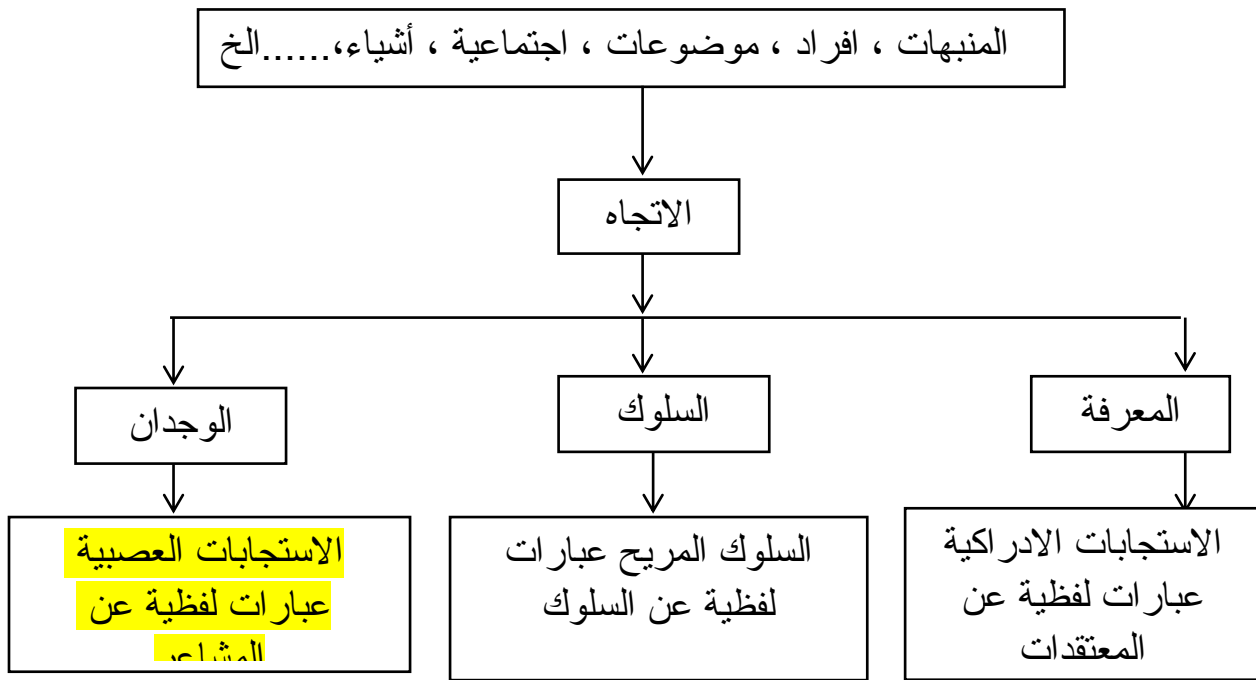 المنبهات ، افراد ، موضوعات ، اجتماعية ، أشياء،......الخ
الاتجاه
المعرفة
السلوك
الوجدان
الاستجابات الادراكية
عبارات لفظية عن
المعتقدات
السلوك المريح عبارات
لفظية عن السلوك
الاستجابات العصبية
عبارات لفظية عن
المشاعر